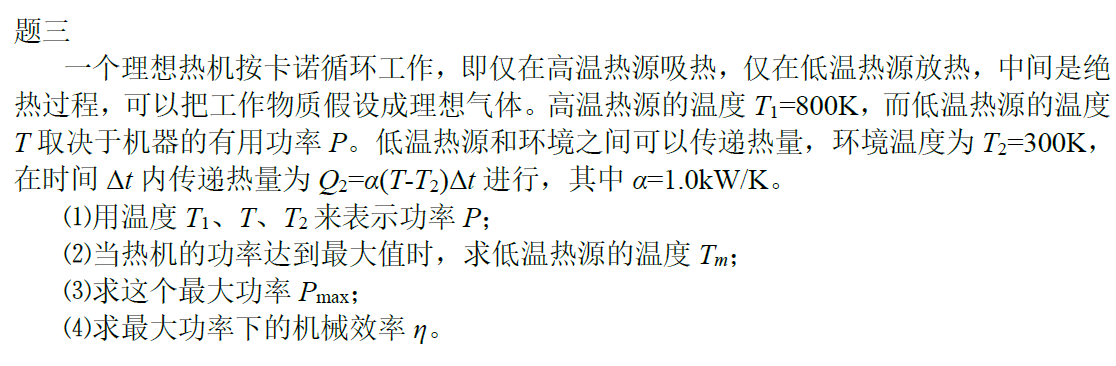 题三
一个理想热机按卡诺循环工作，即仅在高温热源吸热，仅在低温热源放热，中间是绝
热过程，可以把工作物质假设成理想气体。高温热源的温度 T₁=800K，而低温热源的温度
T 取决于机器的有用功率 P。低温热源和环境之间可以传递热量，环境温度为 T₂=300K，
在时间 Δt 内传递热量为 Q₂=α(T-T₂)Δt 进行，其中 α=1.0kW/K。
⑴用温度 T₁、T、T₂ 来表示功率 P；
⑵当热机的功率达到最大值时，求低温热源的温度 Tₘ；
⑶求这个最大功率 Pmax；
⑷求最大功率下的机械效率 η。